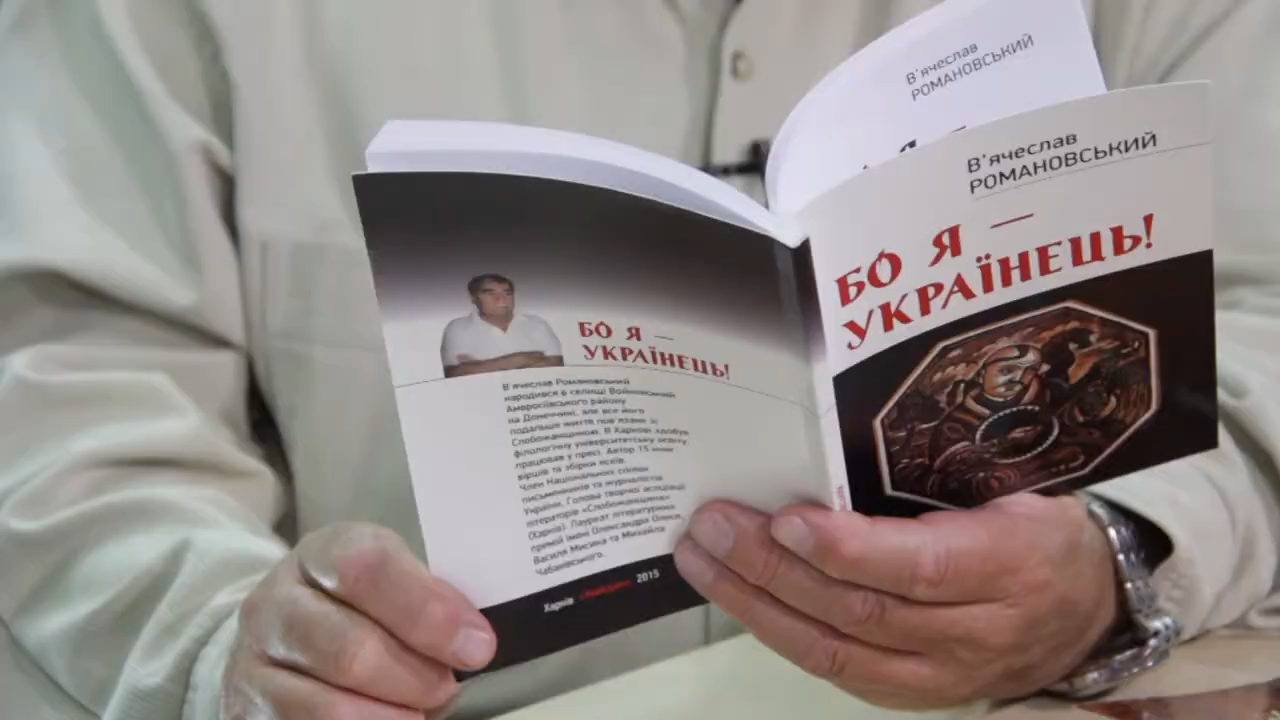 В'ячеслав
РОМАНОВСЬКИЙ
В'ячеслав
РОМАНОВСЬКИЙ
БО Я —
УКРАЇНЕЦЬ!
БО Я —
УКРАЇНЕЦЬ!
В'ячеслав Романовський
народився в селищі Войковський
Амвросіївського району
на Донеччині, але все його
подальше життя пов'язане зі
Слобожанщиною. В Харкові здобув
філологічну університетську освіту,
працював у пресі. Автор 15 книг
віршів та збірки есеїв.
Член Національних спілок
письменників та журналістів
України. Голова творчої асоціації
літераторів «Слобожанщина»
(Харків). Лауреат літературних
премій імені Олександра Олеся,
Василя Мисика та Михайла
Чабанівського.
Харків «Майдан» 2015